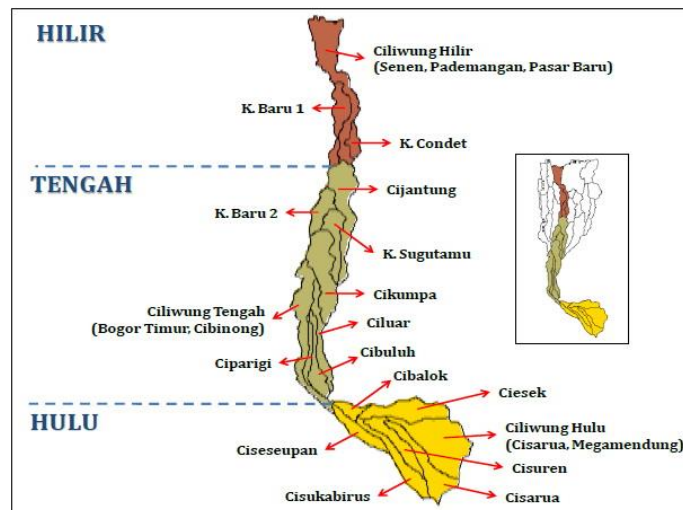 HILIR
Ciliwung Hilir
(Senen, Pademangan, Pasar Baru)
K. Baru 1
K. Condet
TENGAH
Cijantung
K. Baru 2
K. Sugutamu
Cikumpa
Ciliwung Tengah
(Bogor Timur, Cibinong)
Ciluar
Ciparigi
Cibuluh
Cibalok
Ciesek
HULU
Ciliwung Hulu
(Cisarua, Megamendung)
Ciseseupan
Cisuren
Cisukabirus
Cisarua